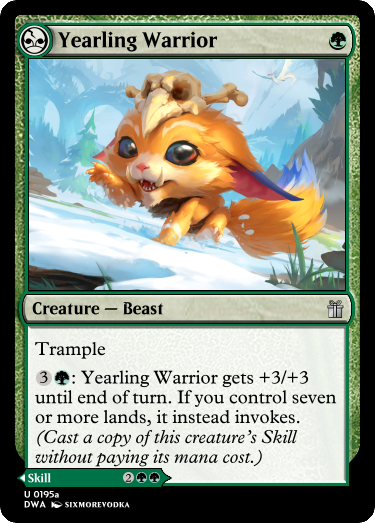 Yearling Warrior
Creature — Beast
Trample
3 : Yearling Warrior gets +3/+3
until end of turn. If you control seven
or more lands, it instead invokes.
(Cast a copy of this creature's Skill
without paying its mana cost.)
Skill 2
U 0195a
DWA SIXMOREVODKA